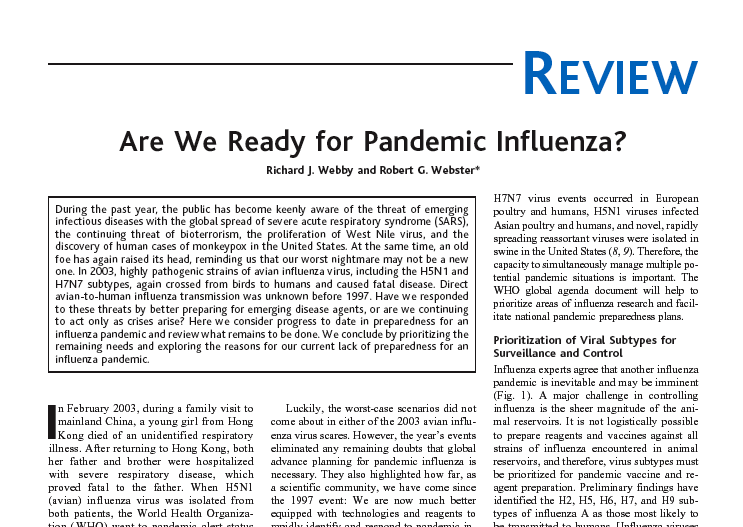 REVIEW
Are We Ready for Pandemic Influenza?
Richard J. Webby and Robert G. Webster*
During the past year, the public has become keenly aware of the threat of emerging
infectious diseases with the global spread of severe acute respiratory syndrome (SARS),
the continuing threat of bioterrorism, the proliferation of West Nile virus, and the
discovery of human cases of monkeypox in the United States. At the same time, an old
foe has again raised its head, reminding us that our worst nightmare may not be a new
one. In 2003, highly pathogenic strains of avian influenza virus, including the H5N1 and
H7N7 subtypes, again crossed from birds to humans and caused fatal disease. Direct
avian-to-human influenza transmission was unknown before 1997. Have we responded
to these threats by better preparing for emerging disease agents, or are we continuing
to act only as crises arise? Here we consider progress to date in preparedness for an
influenza pandemic and review what remains to be done. We conclude by prioritizing the
remaining needs and exploring the reasons for our current lack of preparedness for an
influenza pandemic.
In February 2003, during a family visit to
mainland China, a young girl from Hong
Kong died of an unidentified respiratory
illness. After returning to Hong Kong, both
her father and brother were hospitalized
with severe respiratory disease, which
proved fatal to the father. When H5N1
(avian) influenza virus was isolated from
both patients, the World Health Organiza-
tion (WHO) went to pandemic alert status
Luckily, the worst-case scenarios did not
come about in either of the 2003 avian influ-
enza virus scares. However, the year's events
eliminated any remaining doubts that global
advance planning for pandemic influenza is
necessary. They also highlighted how far, as
a scientific community, we have come since
the 1997 event: We are now much better
equipped with technologies and reagents to
rapidly identify and respond to pandemic in-
H7N7 virus events occurred in European
poultry and humans, H5N1 viruses infected
Asian poultry and humans, and novel, rapidly
spreading reassortant viruses were isolated in
swine in the United States (8, 9). Therefore, the
capacity to simultaneously manage multiple po-
tential pandemic situations is important. The
WHO global agenda document will help to
prioritize areas of influenza research and facil-
itate national pandemic preparedness plans.
Prioritization of Viral Subtypes for
Surveillance and Control
Influenza experts agree that another influenza
pandemic is inevitable and may be imminent
(Fig. 1). A major challenge in controlling
influenza is the sheer magnitude of the ani-
mal reservoirs. It is not logistically possible
to prepare reagents and vaccines against all
strains of influenza encountered in animal
reservoirs, and therefore, virus subtypes must
be prioritized for pandemic vaccine and re-
agent preparation. Preliminary findings have
identified the H2, H5, H6, H7, and H9 sub-
types of influenza A as those most likely to
be transmitted to humans. Influenza viruses